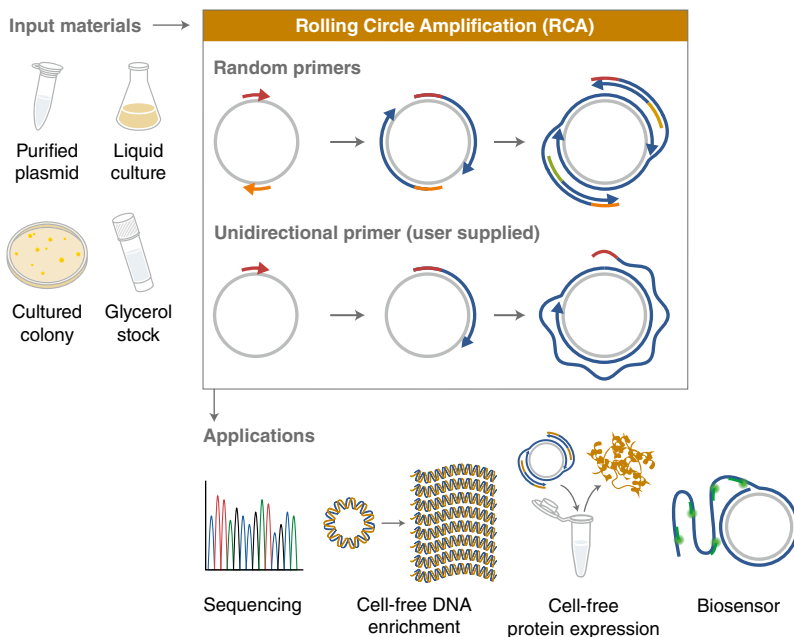 Input materials
Rolling Circle Amplification (RCA)
Random primers
Purified
plasmid
Liquid
culture
Unidirectional primer (user supplied)
Cultured
colony
Glycerol
stock
Applications
Sequencing
Cell-free DNA
enrichment
Cell-free
protein expression
Biosensor